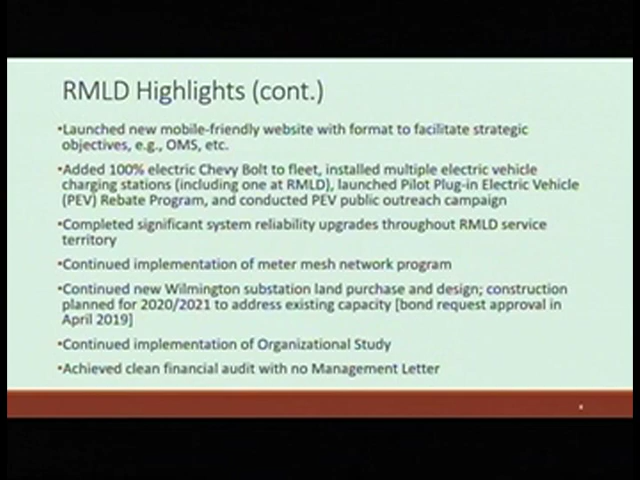 RMLD Highlights (cont.)
•Launched new mobile-friendly website with format to facilitate strategic
objectives, e.g., OMS, etc.
•Added 100% electric Chevy Bolt to fleet, installed multiple electric vehicle
charging stations (including one at RMLD), launched Pilot Plug-in Electric Vehicle
(PEV) Rebate Program, and conducted PEV public outreach campaign
•Completed significant system reliability upgrades throughout RMLD service
territory
•Continued implementation of meter mesh network program
•Continued new Wilmington substation land purchase and design; construction
planned for 2020/2021 to address existing capacity [bond request approval in
April 2019]
•Continued implementation of Organizational Study
•Achieved clean financial audit with no Management Letter